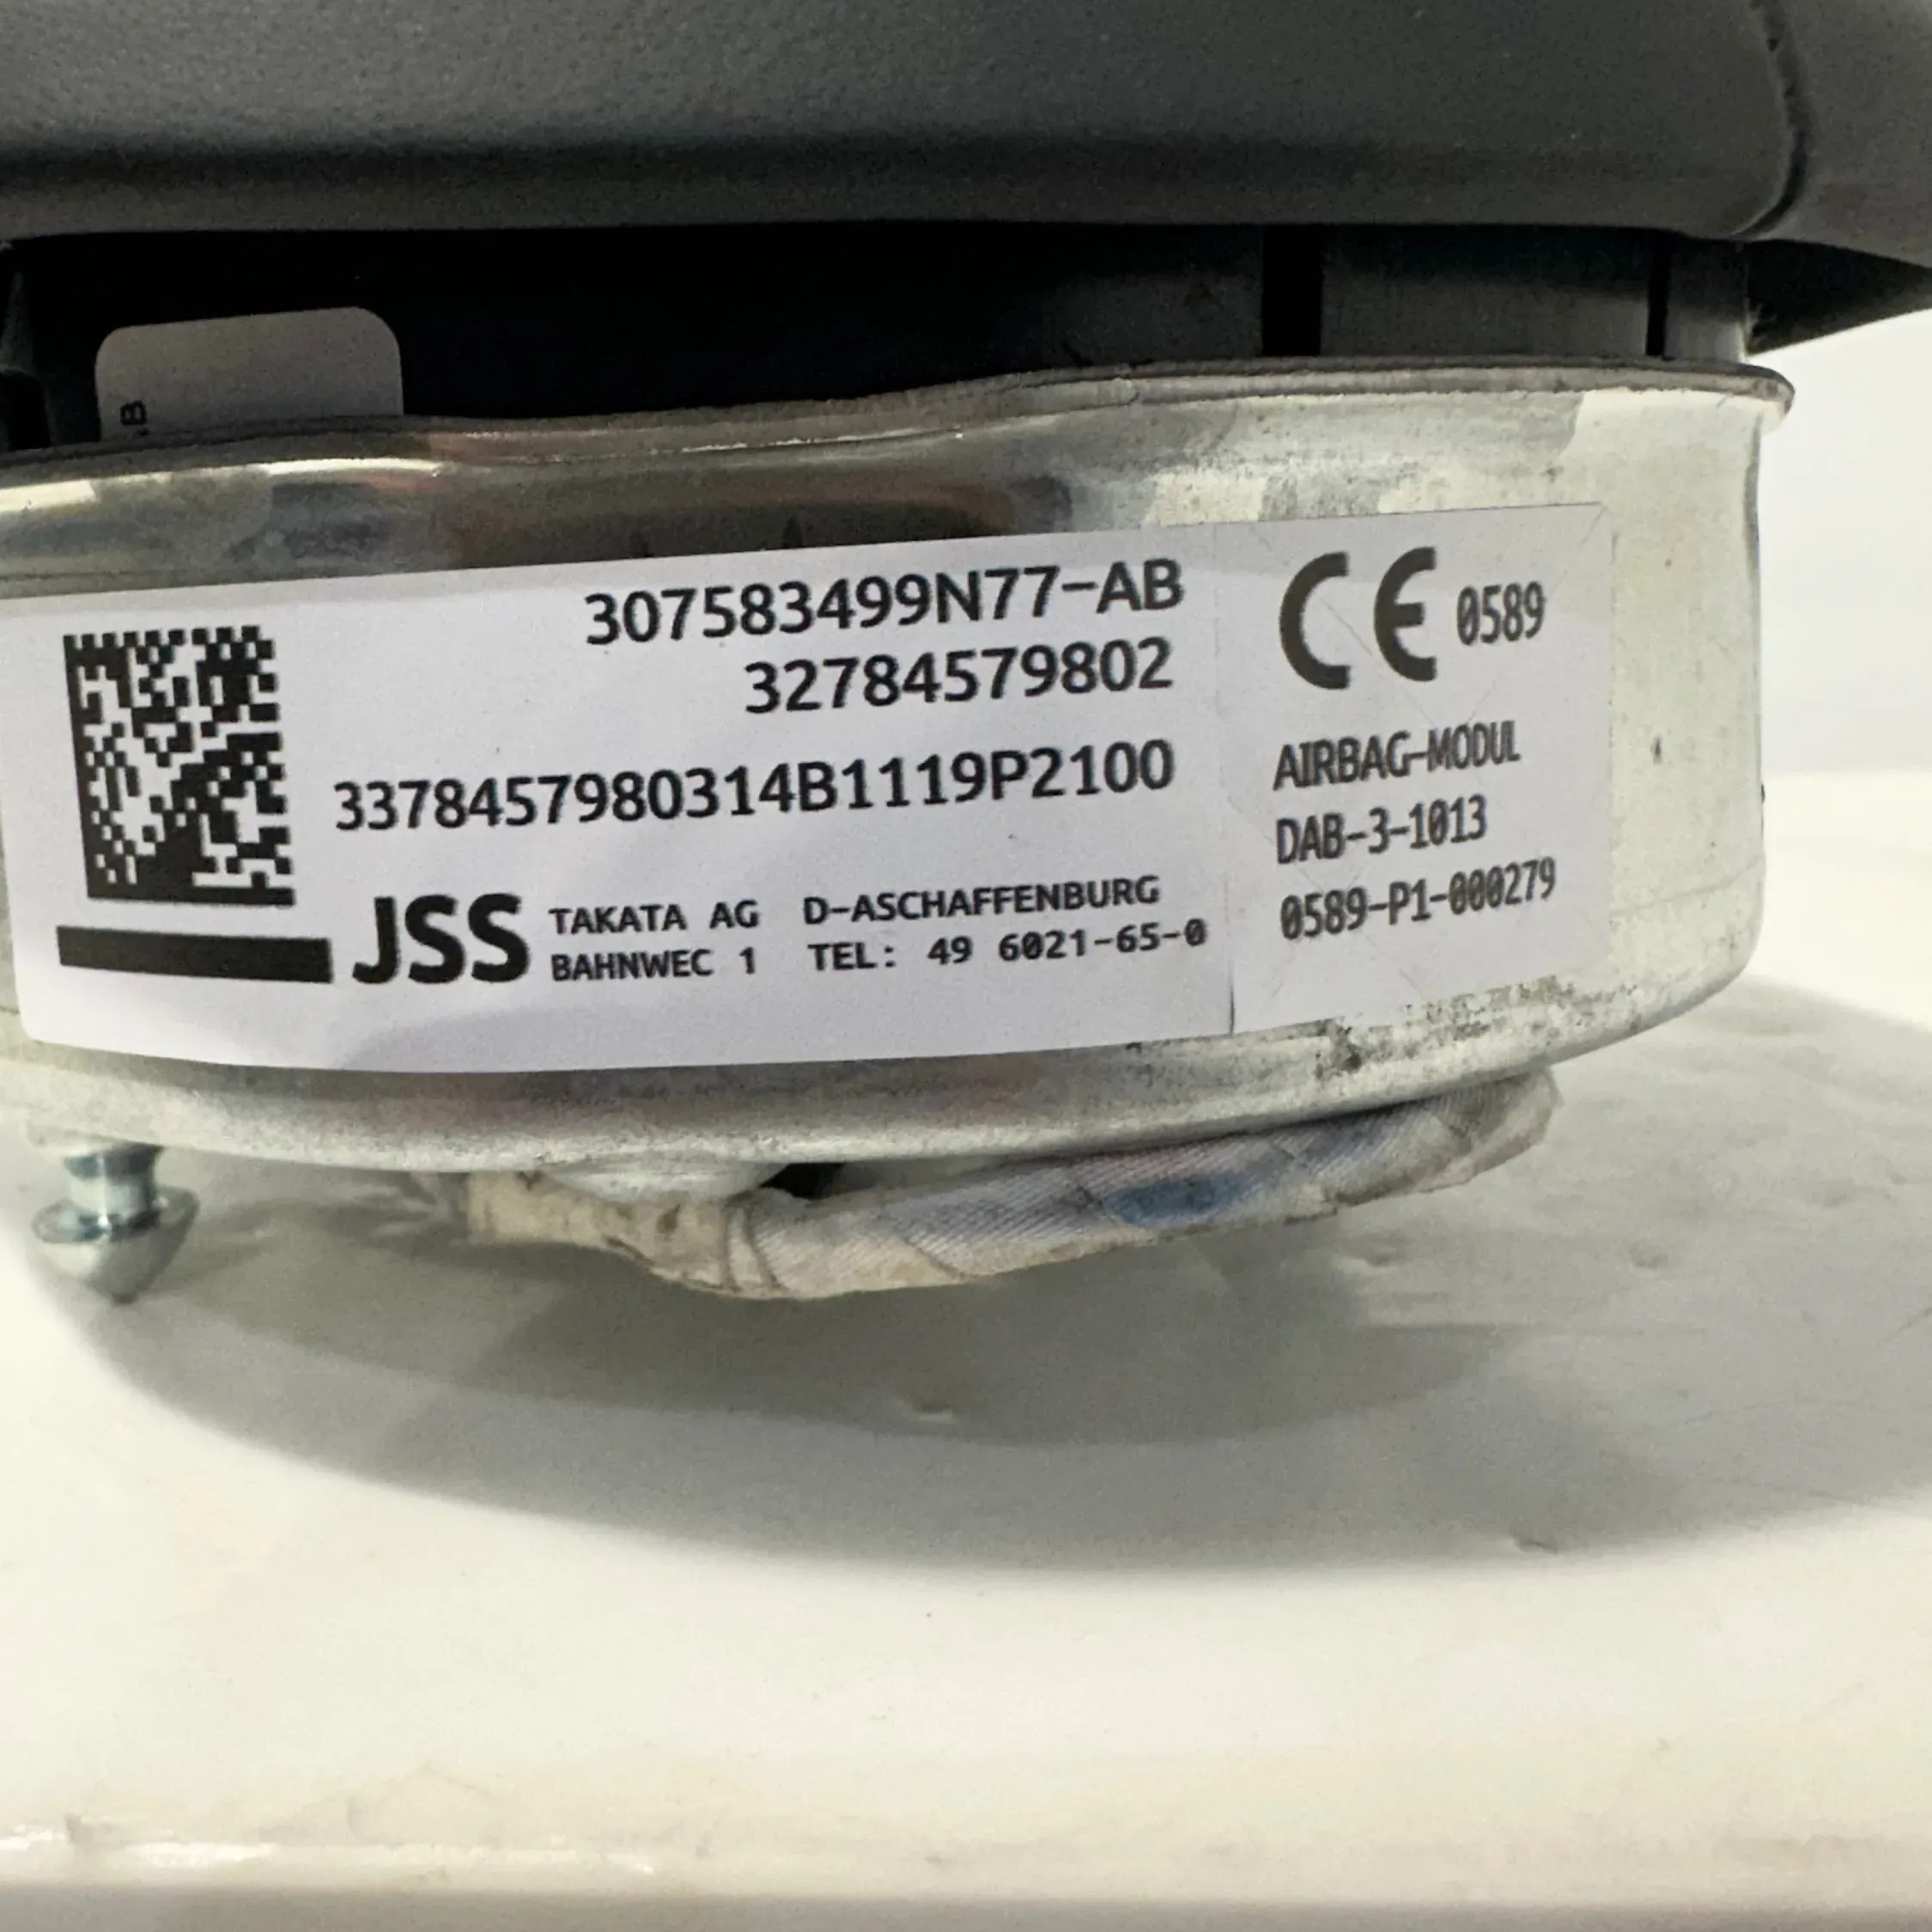 8
307583499N77-AB
32784579802
3378457980314B1119P2100
JSS TAKATA AG D-ASCHAFFENBURG
BAHNWEC 1 TEL: 49 6021-65-0
CE 0589
AIRBAG-MODUL
DAB-3-1013
0589-P1-000279